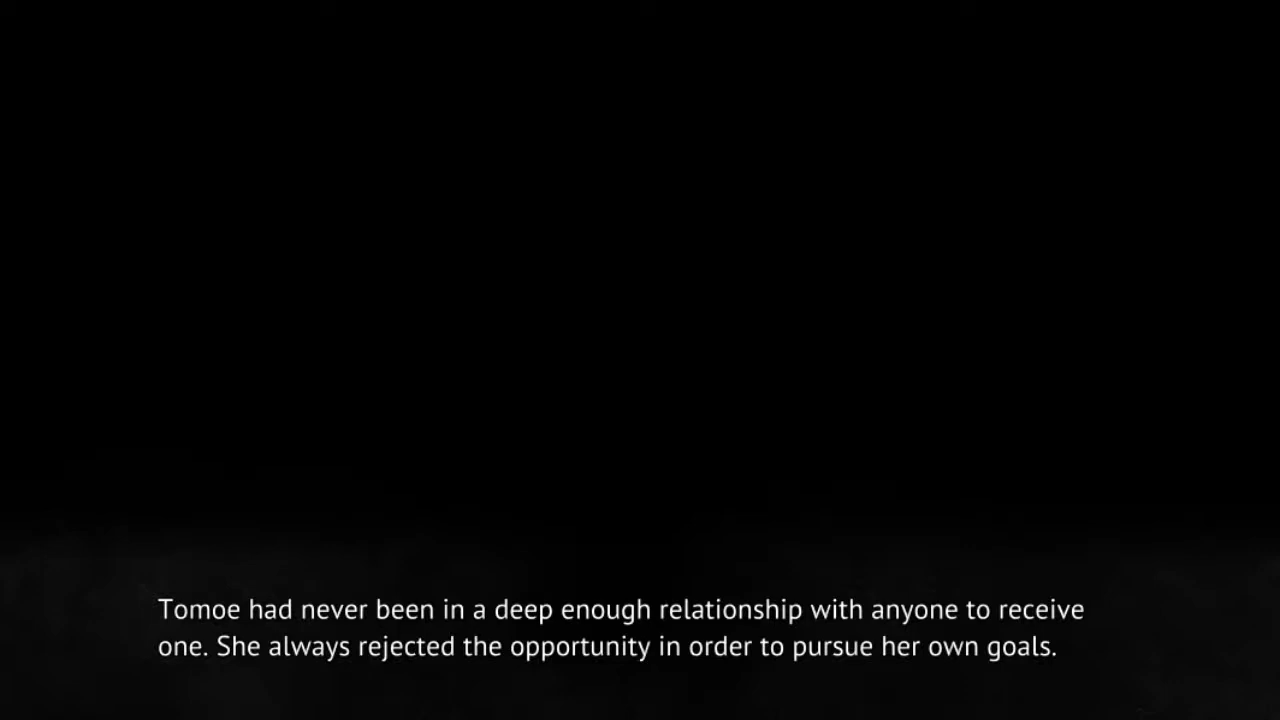 Tomoe had never been in a deep enough relationship with anyone to receive
one. She always rejected the opportunity in order to pursue her own goals.